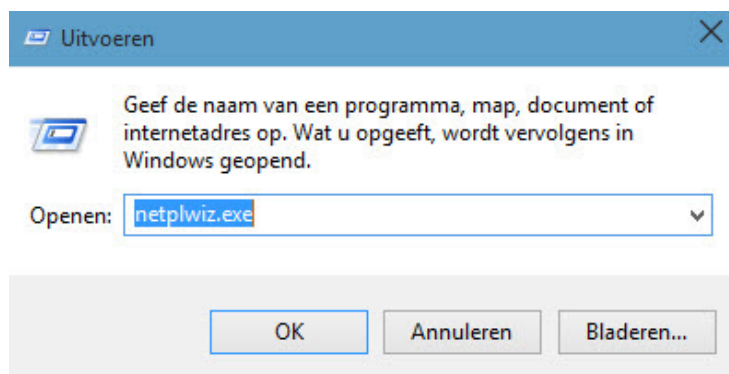 Uitvoeren
Geef de naam van een programma, map, document of
internetadres op. Wat u opgeeft, wordt vervolgens in
Windows geopend.
Openen: netplwiz.exe
OK Annuleren Bladeren...